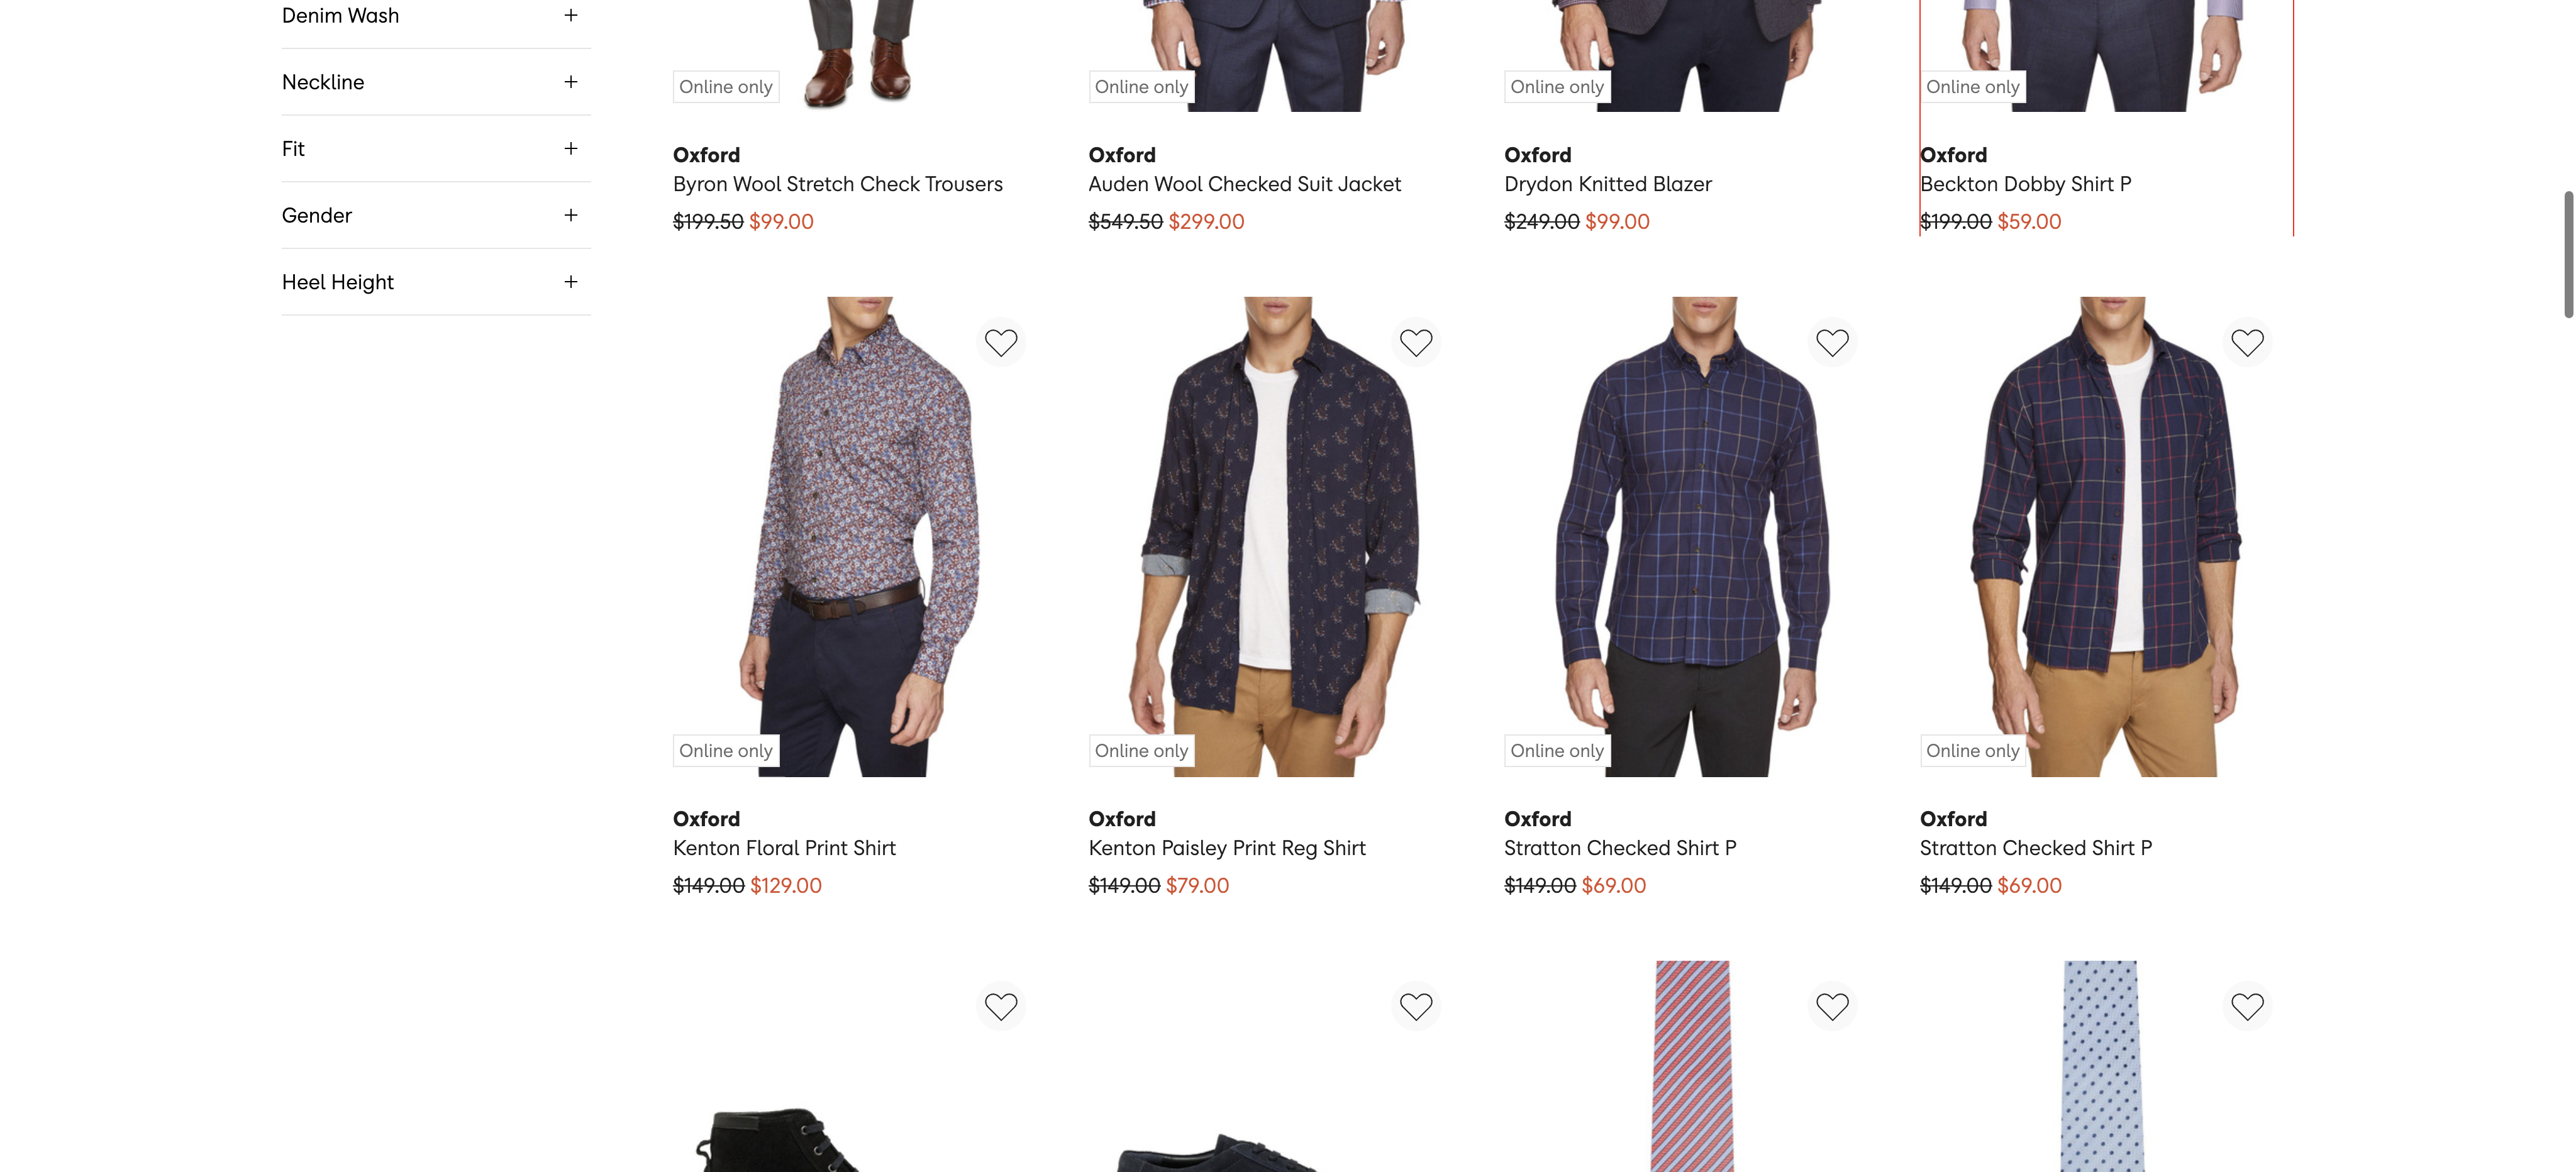 Denim Wash
Neckline
Fit
Gender
Heel Height
Online only
Online only
Online only
Online only
Oxford
Byron Wool Stretch Check Trousers
$199.50 $99.00
Oxford
Auden Wool Checked Suit Jacket
$549.50 $299.00
Oxford
Drydon Knitted Blazer
$249.00 $99.00
Oxford
Beckton Dobby Shirt P
$199.00 $59.00
Online only
Online only
Online only
Online only
Oxford
Kenton Floral Print Shirt
$149.00 $129.00
Oxford
Kenton Paisley Print Reg Shirt
$149.00 $79.00
Oxford
Stratton Checked Shirt P
$149.00 $69.00
Oxford
Stratton Checked Shirt P
$149.00 $69.00